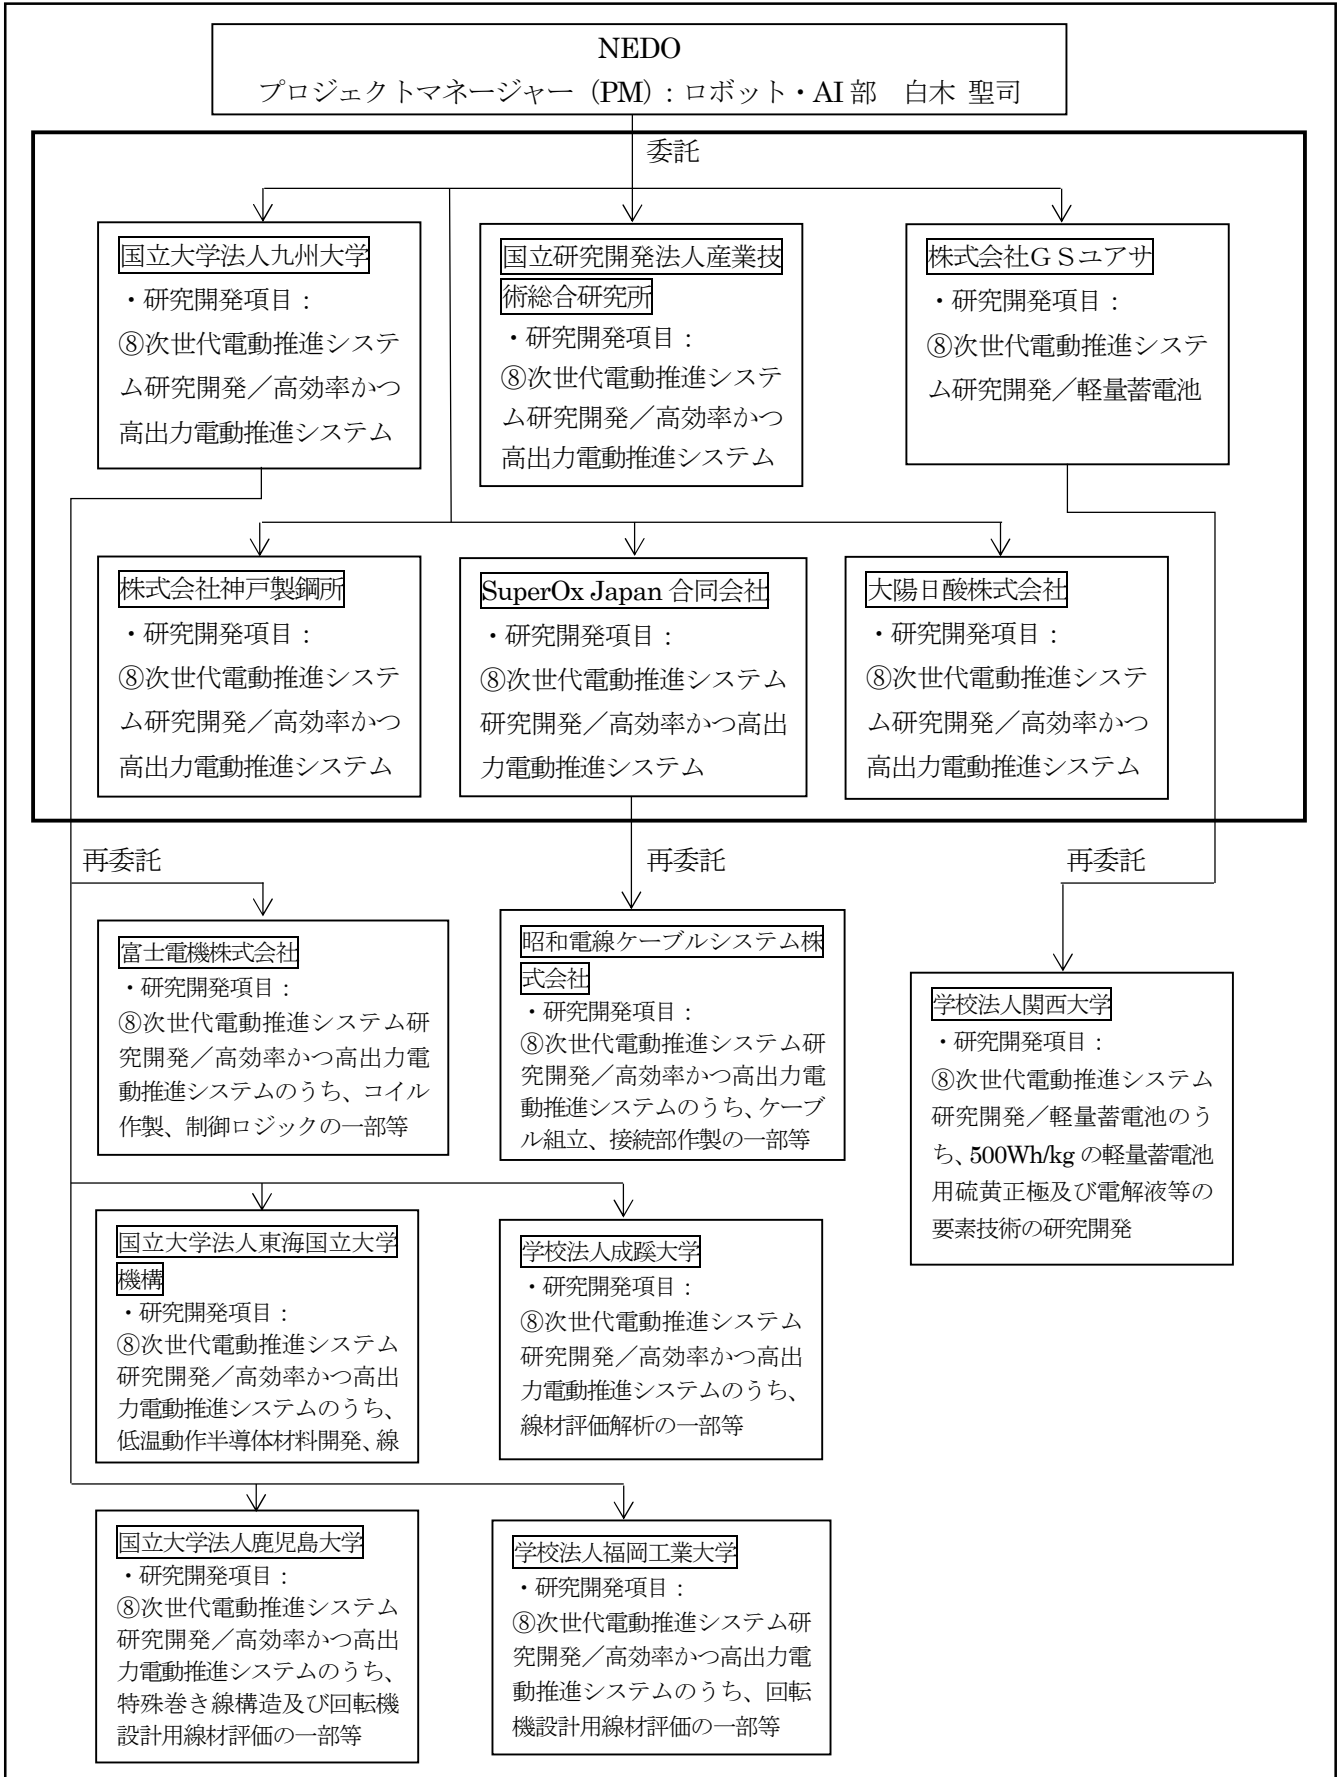 NEDO
プロジェクトマネージャー（PM）：ロボット・AI部　白木 聖司
委託
国立大学法人九州大学
・研究開発項目：
⑧次世代電動推進システ
ム研究開発／高効率かつ
高出力電動推進システム
国立研究開発法人産業技
術総合研究所
・研究開発項目：
⑧次世代電動推進システ
ム研究開発／高効率かつ
高出力電動推進システム
株式会社ＧＳユアサ
・研究開発項目：
⑧次世代電動推進システ
ム研究開発／軽量蓄電池
株式会社神戸製鋼所
・研究開発項目：
⑧次世代電動推進システ
ム研究開発／高効率かつ
高出力電動推進システム
SuperOx Japan 合同会社
・研究開発項目：
⑧次世代電動推進システム
研究開発／高効率かつ高出
力電動推進システム
大陽日酸株式会社
・研究開発項目：
⑧次世代電動推進システ
ム研究開発／高効率かつ
高出力電動推進システム
再委託
再委託
再委託
富士電機株式会社
・研究開発項目：
⑧次世代電動推進システム研
究開発／高効率かつ高出力電
動推進システムのうち、コイル
作製、制御ロジックの一部等
昭和電線ケーブルシステム株
式会社
・研究開発項目：
⑧次世代電動推進システム研
究開発／高効率かつ高出力電
動推進システムのうち、ケーブ
ル組立、接続部作製の一部等
学校法人関西大学
・研究開発項目：
⑧次世代電動推進システム
研究開発／軽量蓄電池のう
ち、500Wh/kg の軽量蓄電池
用硫黄正極及び電解液等の
要素技術の研究開発
国立大学法人東海国立大学
機構
・研究開発項目：
⑧次世代電動推進システム
研究開発／高効率かつ高出
力電動推進システムのうち、
低温動作半導体材料開発、線
学校法人成蹊大学
・研究開発項目：
⑧次世代電動推進システム
研究開発／高効率かつ高出
力電動推進システムのうち、
線材評価解析の一部等
国立大学法人鹿児島大学
・研究開発項目：
⑧次世代電動推進システム
研究開発／高効率かつ高出
力電動推進システムのうち、
特殊巻き線構造及び回転機
設計用線材評価の一部等
学校法人福岡工業大学
・研究開発項目：
⑧次世代電動推進システム研
究開発／高効率かつ高出力電
動推進システムのうち、回転
機設計用線材評価の一部等